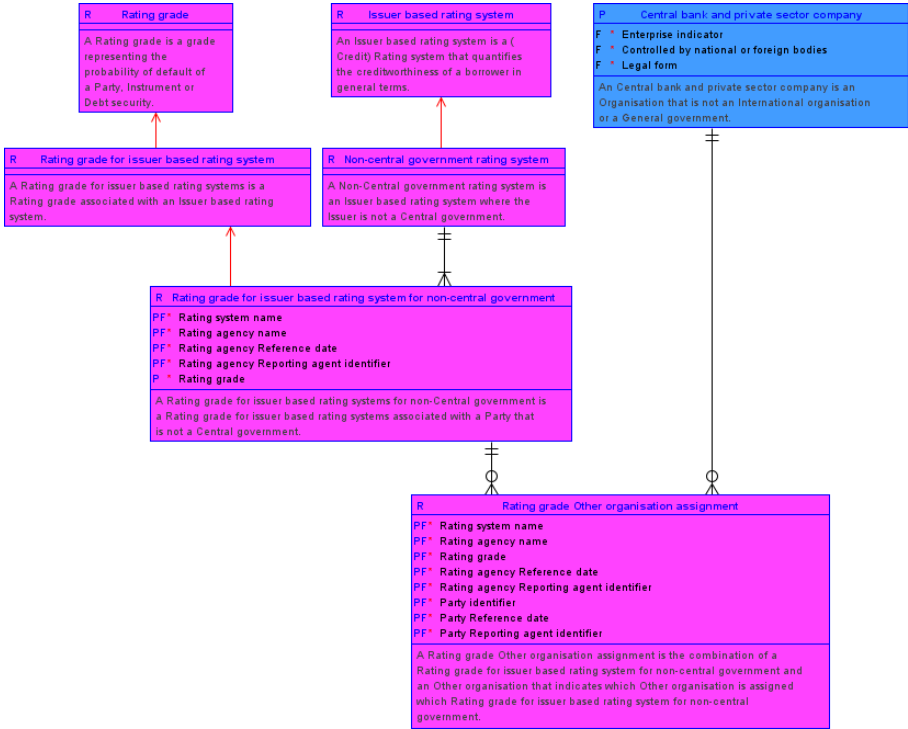 R Rating grade
A Rating grade is a grade
representing the
probability of default of
a Party, Instrument or
Debt security.
R Issuer based rating system
An Issuer based rating system is a (
Credit) Rating system that quantifies
the creditworthiness of a borrower in
general terms.
P Central bank and private sector company
F * Enterprise indicator
F * Controlled by national or foreign bodies
F * Legal form
An Central bank and private sector company is an
Organisation that is not an International organisation
or a General government.
R Rating grade for issuer based rating system
A Rating grade for issuer based rating systems is a
Rating grade associated with an Issuer based rating
system.
R Non-central government rating system
A Non-Central government rating system is
an Issuer based rating system where the
Issuer is not a Central government.
R Rating grade for issuer based rating system for non-central government
PF* Rating system name
PF* Rating agency name
PF* Rating agency Reference date
PF* Rating agency Reporting agent identifier
P * Rating grade
A Rating grade for issuer based rating systems for non-Central government is
a Rating grade for issuer based rating systems associated with a Party that
is not a Central government.
R Rating grade Other organisation assignment
PF* Rating system name
PF* Rating agency name
PF* Rating grade
PF* Rating agency Reference date
PF* Rating agency Reporting agent identifier
PF* Party identifier
PF* Party Reference date
PF* Party Reporting agent identifier
A Rating grade Other organisation assignment is the combination of a
Rating grade for issuer based rating system for non-central government and
an Other organisation that indicates which Other organisation is assigned
which Rating grade for issuer based rating system for non-central
government.